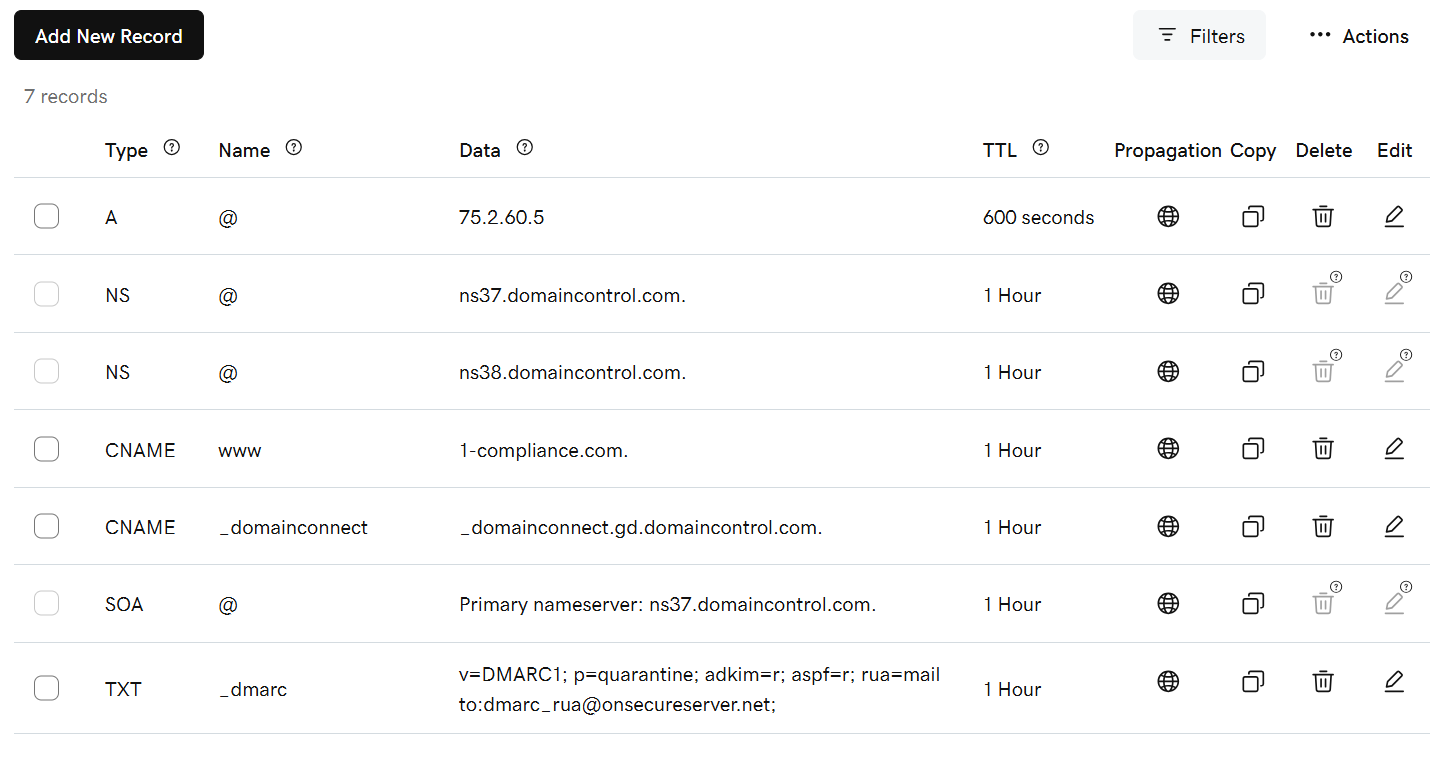 Add New Record
Filters
Actions
7 records
Type Name Data TTL Propagation Copy Delete Edit
A @ 75.2.60.5 600 seconds
NS @ ns37.domaincontrol.com. 1 Hour
NS @ ns38.domaincontrol.com. 1 Hour
CNAME www 1-compliance.com. 1 Hour
CNAME _domainconnect _domainconnect.gd.domaincontrol.com. 1 Hour
SOA @ Primary nameserver: ns37.domaincontrol.com. 1 Hour
TXT _dmarc v=DMARC1; p=quarantine; adkim=r; aspf=r; rua=mail 1 Hour
to:dmarc_rua@onsecureserver.net;